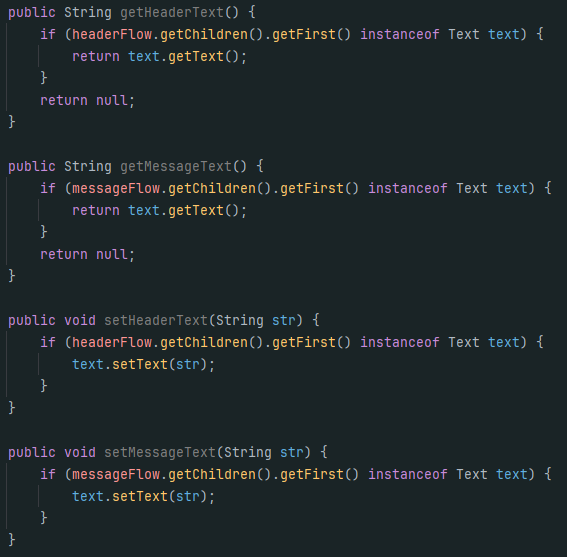 public String getHeaderText() {
    if (headerFlow.getChildren().getFirst() instanceof Text text) {
        return text.getText();
    }
    return null;
}

public String getMessageText() {
    if (messageFlow.getChildren().getFirst() instanceof Text text) {
        return text.getText();
    }
    return null;
}

public void setHeaderText(String str) {
    if (headerFlow.getChildren().getFirst() instanceof Text text) {
        text.setText(str);
    }
}

public void setMessageText(String str) {
    if (messageFlow.getChildren().getFirst() instanceof Text text) {
        text.setText(str);
    }
}